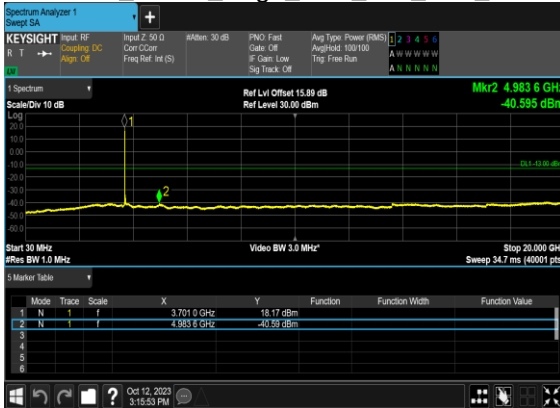 Spectrum Analyzer 1
Swept SA
+
KEYSIGHT Input: RF Input Z: 50 Ω #Atten: 30 dB PNO: Fast Avg Type: Power (RMS) 1 2 3 4 5 6
R T Coupling: DC Corr CCorr Gate: Off Avg|Hold: 100/100 A W W W W W
Align: Off Freq Ref: Int (S) IF Gain: Low Trig: Free Run
LW Sig Track: Off A N N N N N
1 Spectrum Ref Lvl Offset 15.89 dB Mkr2 4.983 6 GHz
Scale/Div 10 dB Ref Level 30.00 dBm -40.595 dBm
Log
20.0
10.0
0.00
-10.0
-20.0
-30.0
-40.0
-50.0
-60.0
1
DL1 -13.00 dBm
2
Start 30 MHz Video BW 3.0 MHz* Stop 20.000 GH
#Res BW 1.0 MHz Sweep 34.7 ms (40001 pts
5 Marker Table
Mode Trace Scale X Y Function Function Width Function Value
1 N 1 f 3.701 0 GHz 18.17 dBm
2 N 1 f 4.983 6 GHz -40.59 dBm
3
4
5
6
? Oct 12, 2023
3:15:53 PM